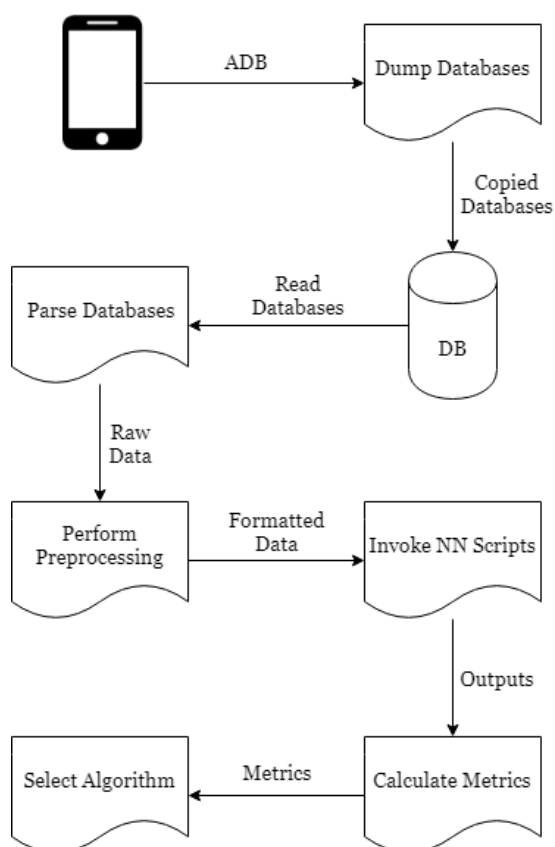 ADB
Dump Databases
Copied
Databases
Read
Databases
Parse Databases
DB
Raw
Data
Perform
Preprocessing
Formatted
Data
Invoke NN Scripts
Outputs
Select Algorithm
Metrics
Calculate Metrics